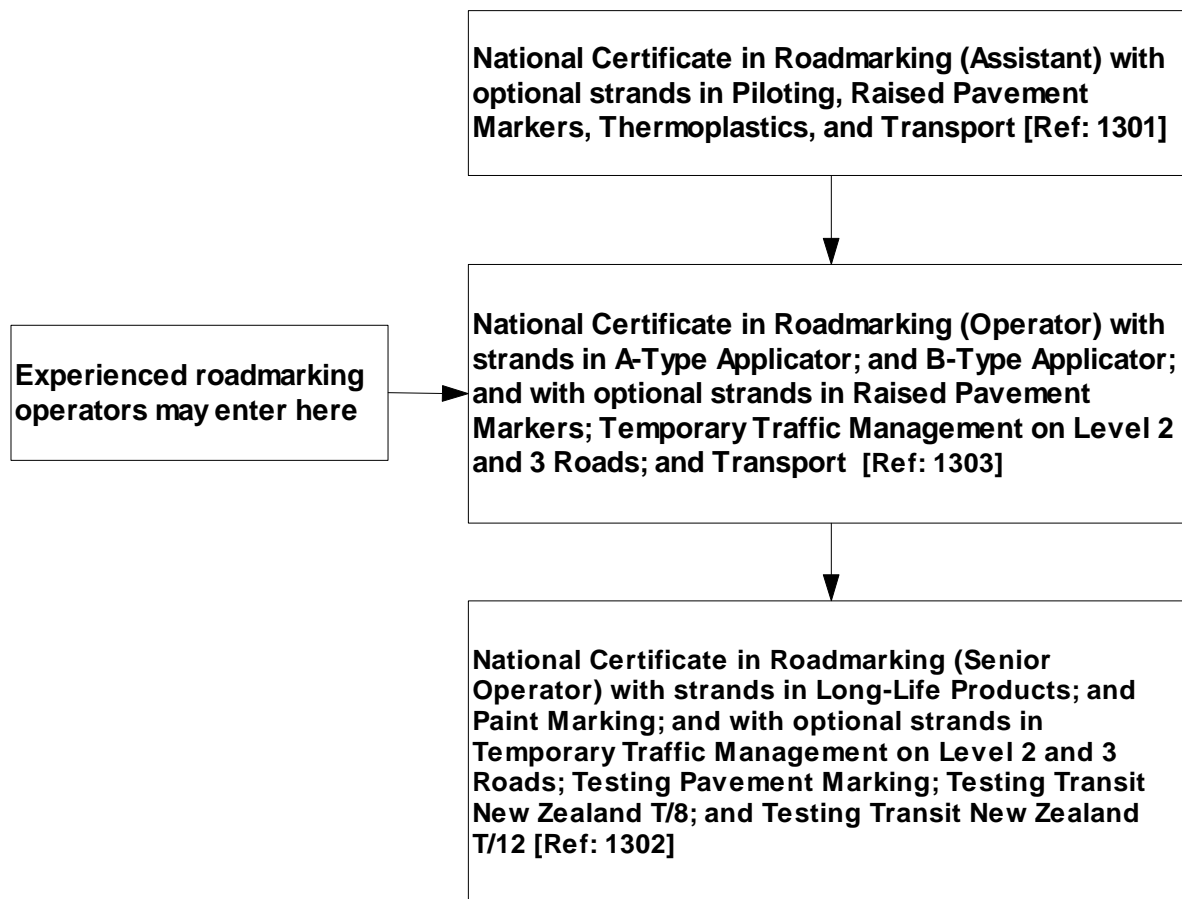 National Certificate in Roadmarking (Assistant) with
optional strands in Piloting, Raised Pavement
Markers, Thermoplastics, and Transport [Ref: 1301]
National Certificate in Roadmarking (Operator) with
strands in A-Type Applicator; and B-Type Applicator;
and with optional strands in Raised Pavement
Markers; Temporary Traffic Management on Level 2
and 3 Roads; and Transport [Ref: 1303]
Experienced roadmarking
operators may enter here
National Certificate in Roadmarking (Senior
Operator) with strands in Long-Life Products; and
Paint Marking; and with optional strands in
Temporary Traffic Management on Level 2 and 3
Roads; Testing Pavement Marking; Testing Transit
New Zealand T/8; and Testing Transit New Zealand
T/12 [Ref: 1302]